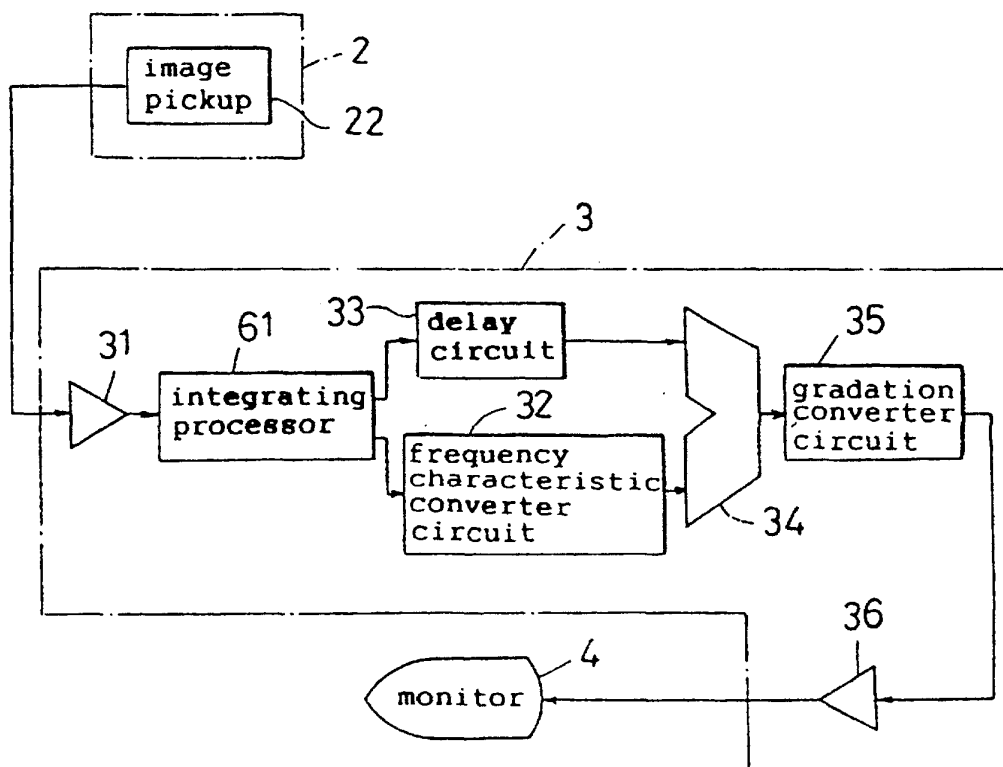 2
image
pickup
22
3
31
61
integrating
processor
33
delay
circuit
32
frequency
characteristic
converter
circuit
34
35
gradation
converter
circuit
36
4
monitor